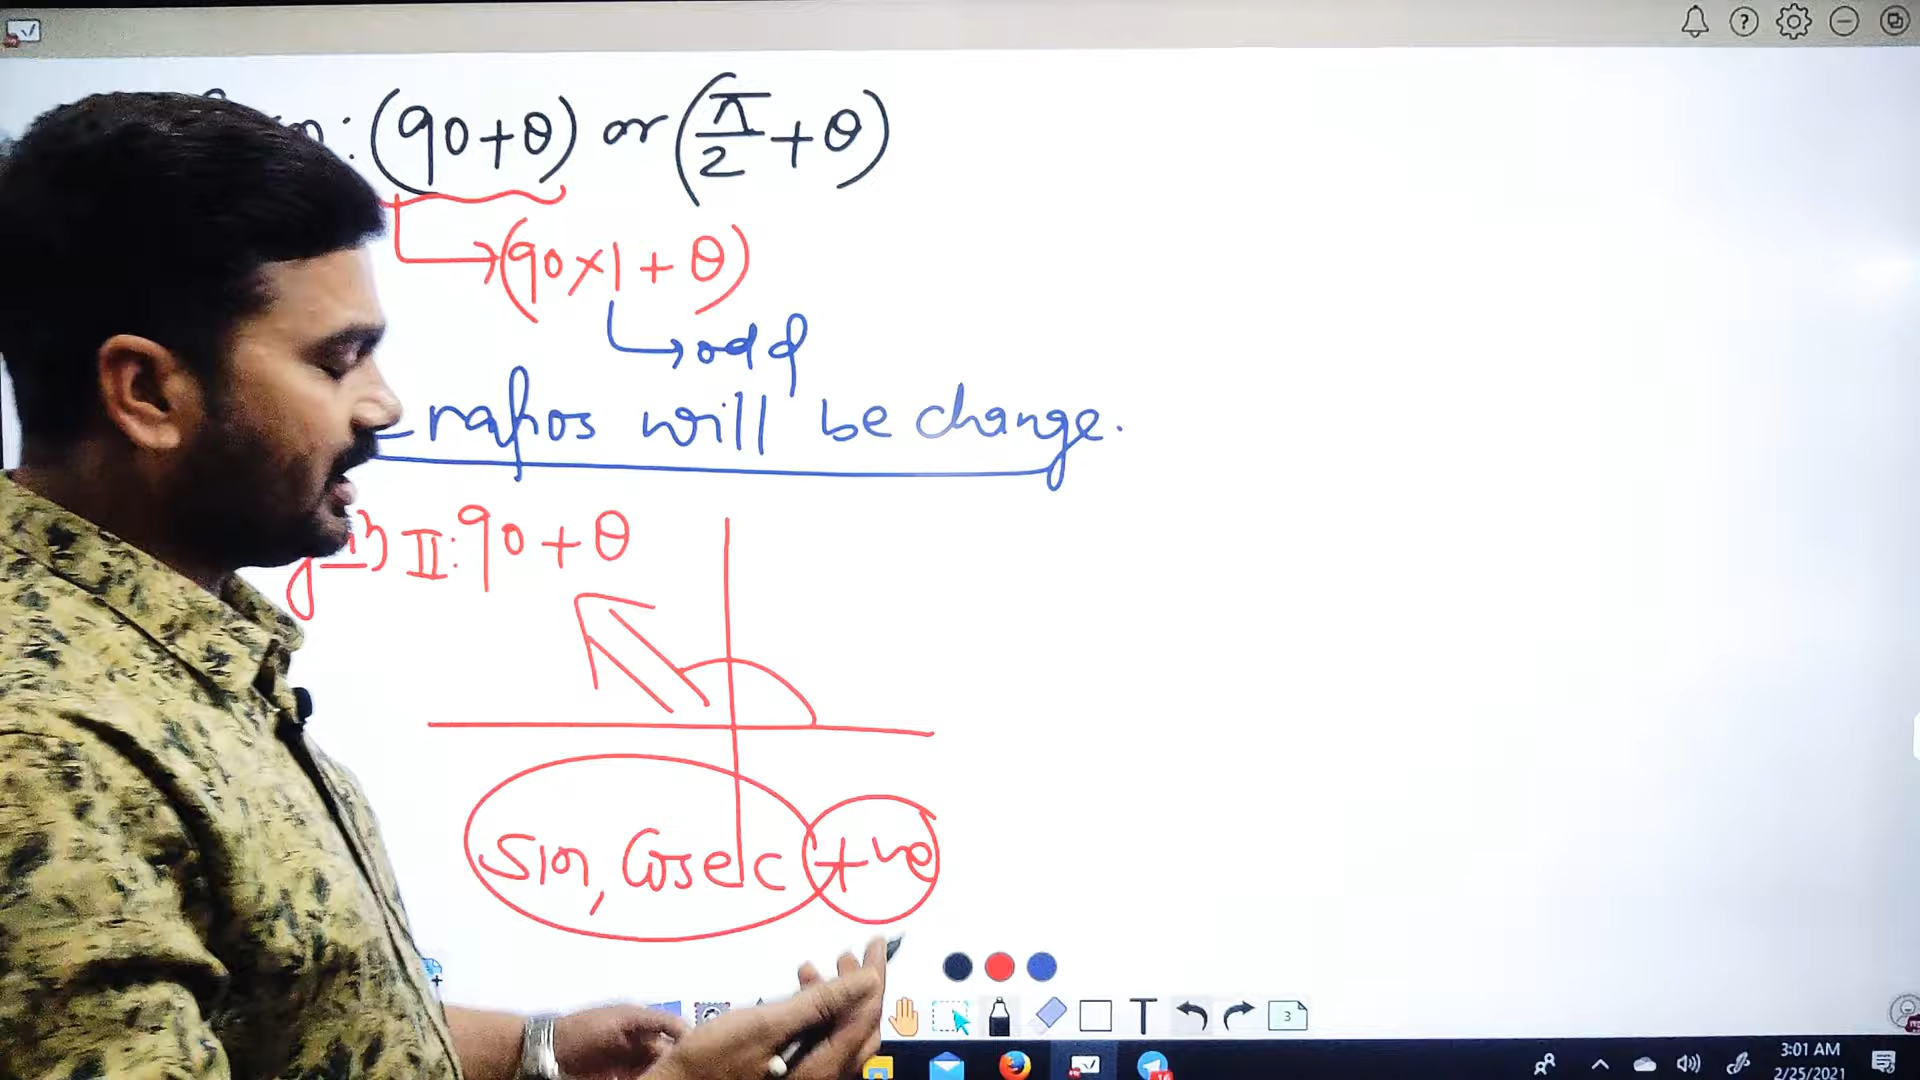 : (90+θ) or (π/2 + θ)
(90×1 + θ)
odd
ratios will be change.
II: 90 + θ
sin, Cosec +ve
3
T
3:01 AM
2/25/2021